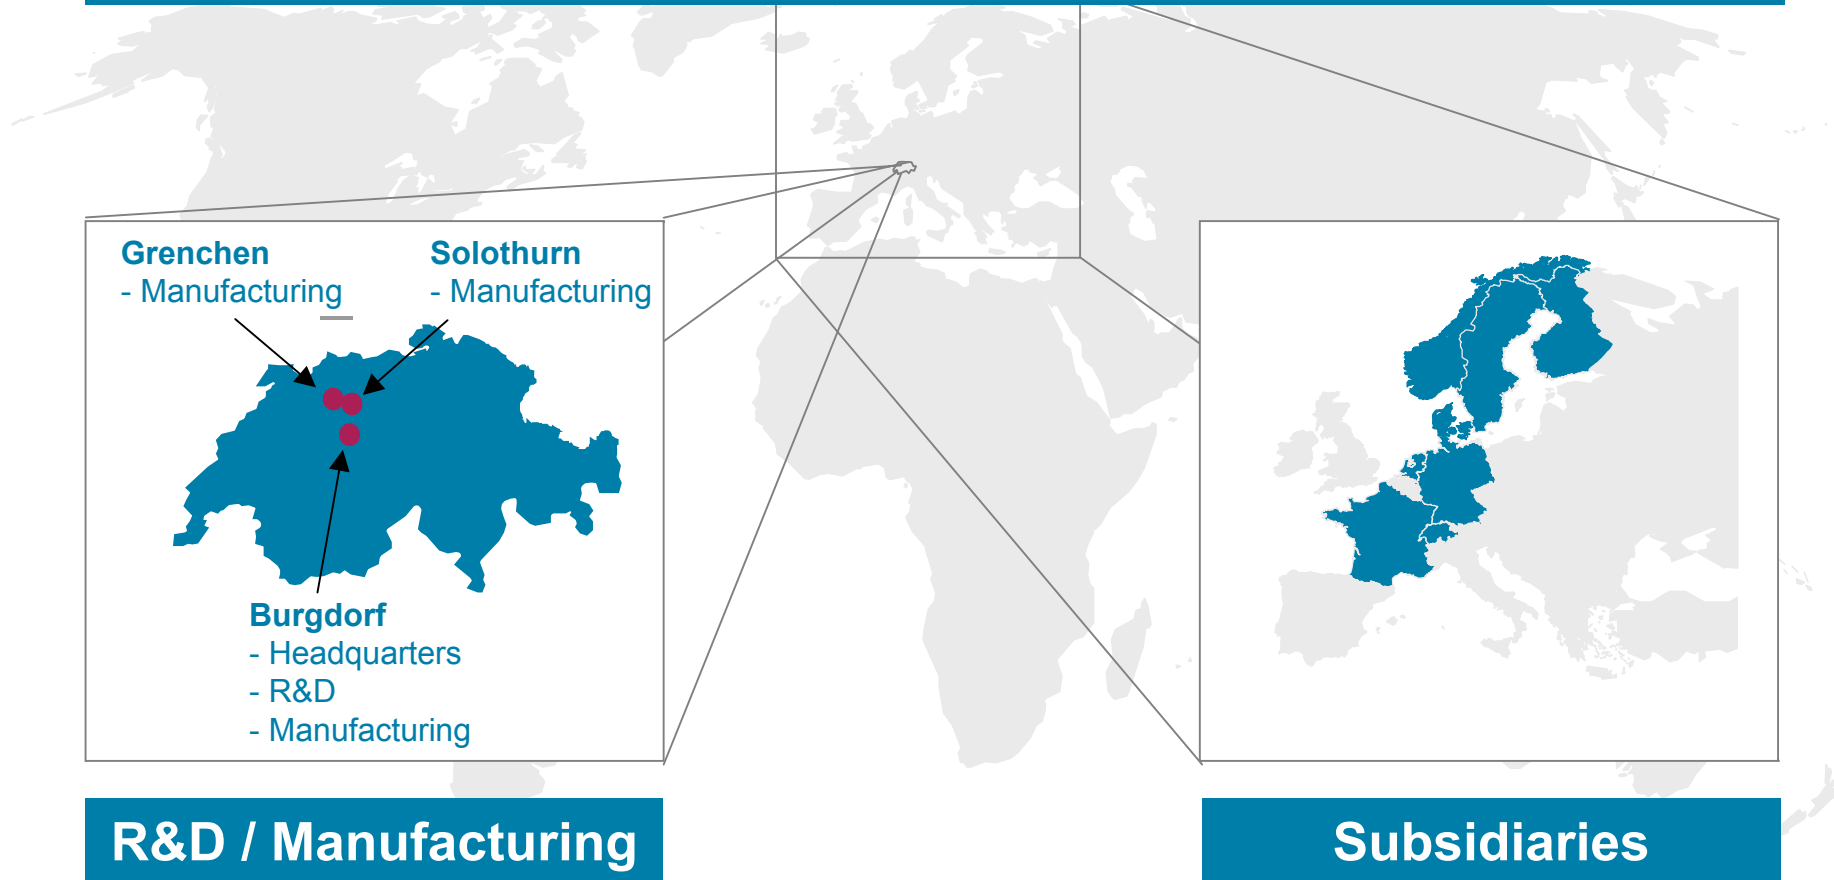 Grenchen
- Manufacturing
Solothurn
- Manufacturing
Burgdorf
- Headquarters
- R&D
- Manufacturing
R&D / Manufacturing
Subsidiaries